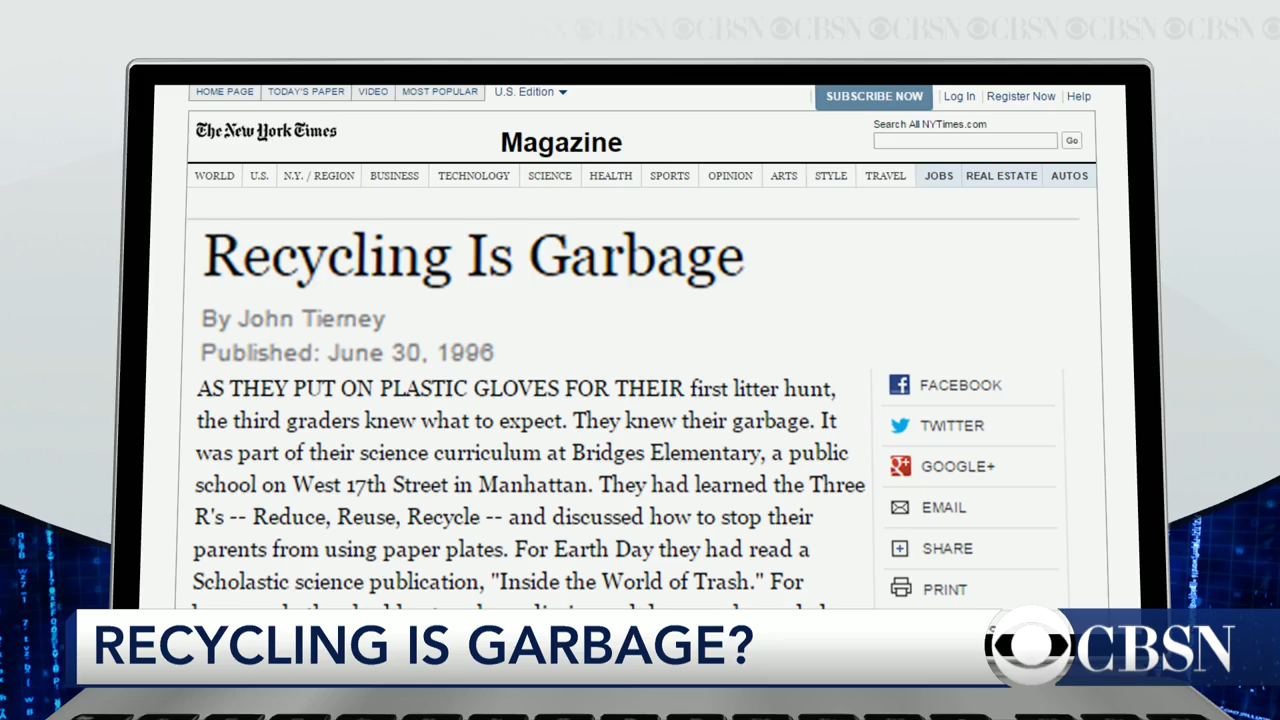 CBSN CBSN CBSN CBSN CBSN CBSN CBSN
HOME PAGE TODAY'S PAPER VIDEO MOST POPULAR U.S. Edition
SUBSCRIBE NOW Log In Register Now Help
The New York Times
Magazine
Search All NYTimes.com
Go
WORLD U.S. N.Y. / REGION BUSINESS TECHNOLOGY SCIENCE HEALTH SPORTS OPINION ARTS STYLE TRAVEL JOBS REAL ESTATE AUTOS
Recycling Is Garbage
By John Tierney
Published: June 30, 1996
AS THEY PUT ON PLASTIC GLOVES FOR THEIR first litter hunt,
the third graders knew what to expect. They knew their garbage. It
was part of their science curriculum at Bridges Elementary, a public
school on West 17th Street in Manhattan. They had learned the Three
R's -- Reduce, Reuse, Recycle -- and discussed how to stop their
parents from using paper plates. For Earth Day they had read a
Scholastic science publication, "Inside the World of Trash." For
FACEBOOK
TWITTER
GOOGLE+
EMAIL
SHARE
PRINT
RECYCLING IS GARBAGE?
CBSN